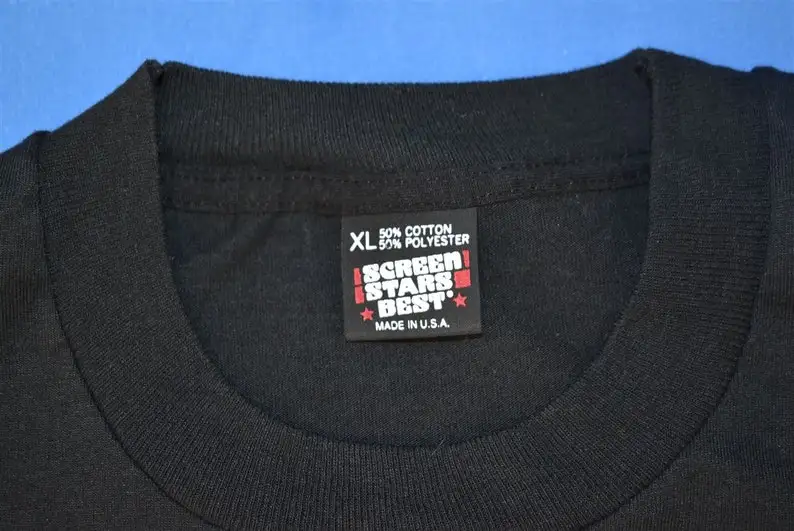 XL 50% COTTON
50% POLYESTER
SCREEN
STARS
BEST®
MADE IN U.S.A.